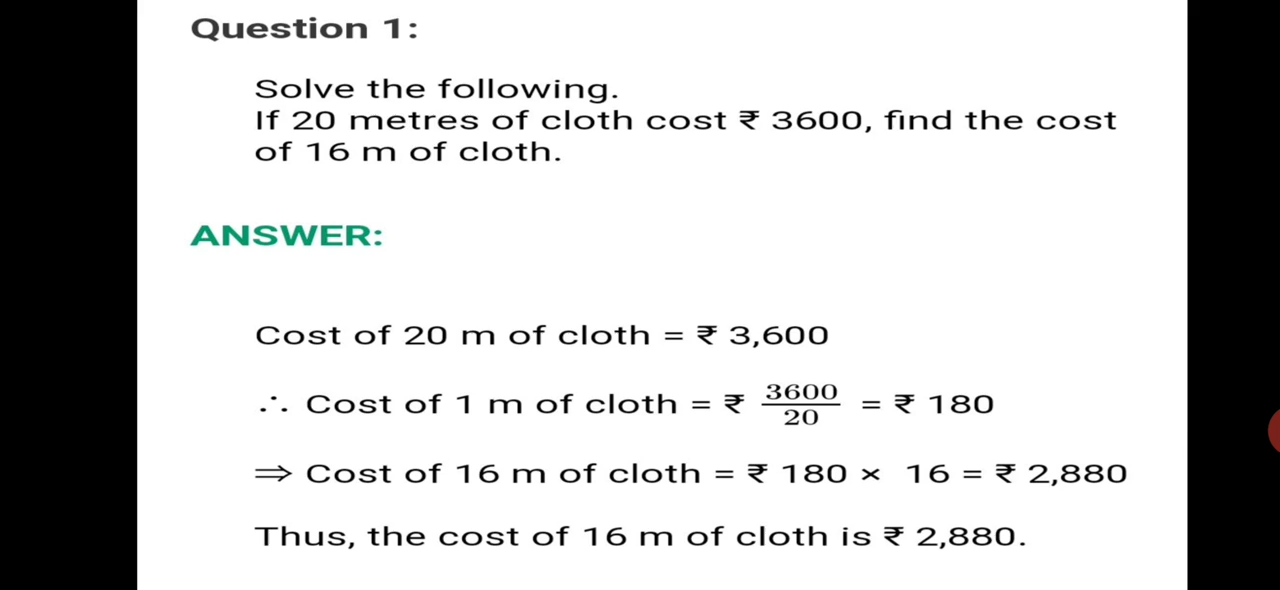 Question 1:
Solve the following.
If 20 metres of cloth cost ₹ 3600, find the cost
of 16 m of cloth.
ANSWER:
Cost of 20 m of cloth = ₹ 3,600
∴ Cost of 1 m of cloth = ₹ 3600/20 = ₹ 180
⇒ Cost of 16 m of cloth = ₹ 180 × 16 = ₹ 2,880
Thus, the cost of 16 m of cloth is ₹ 2,880.